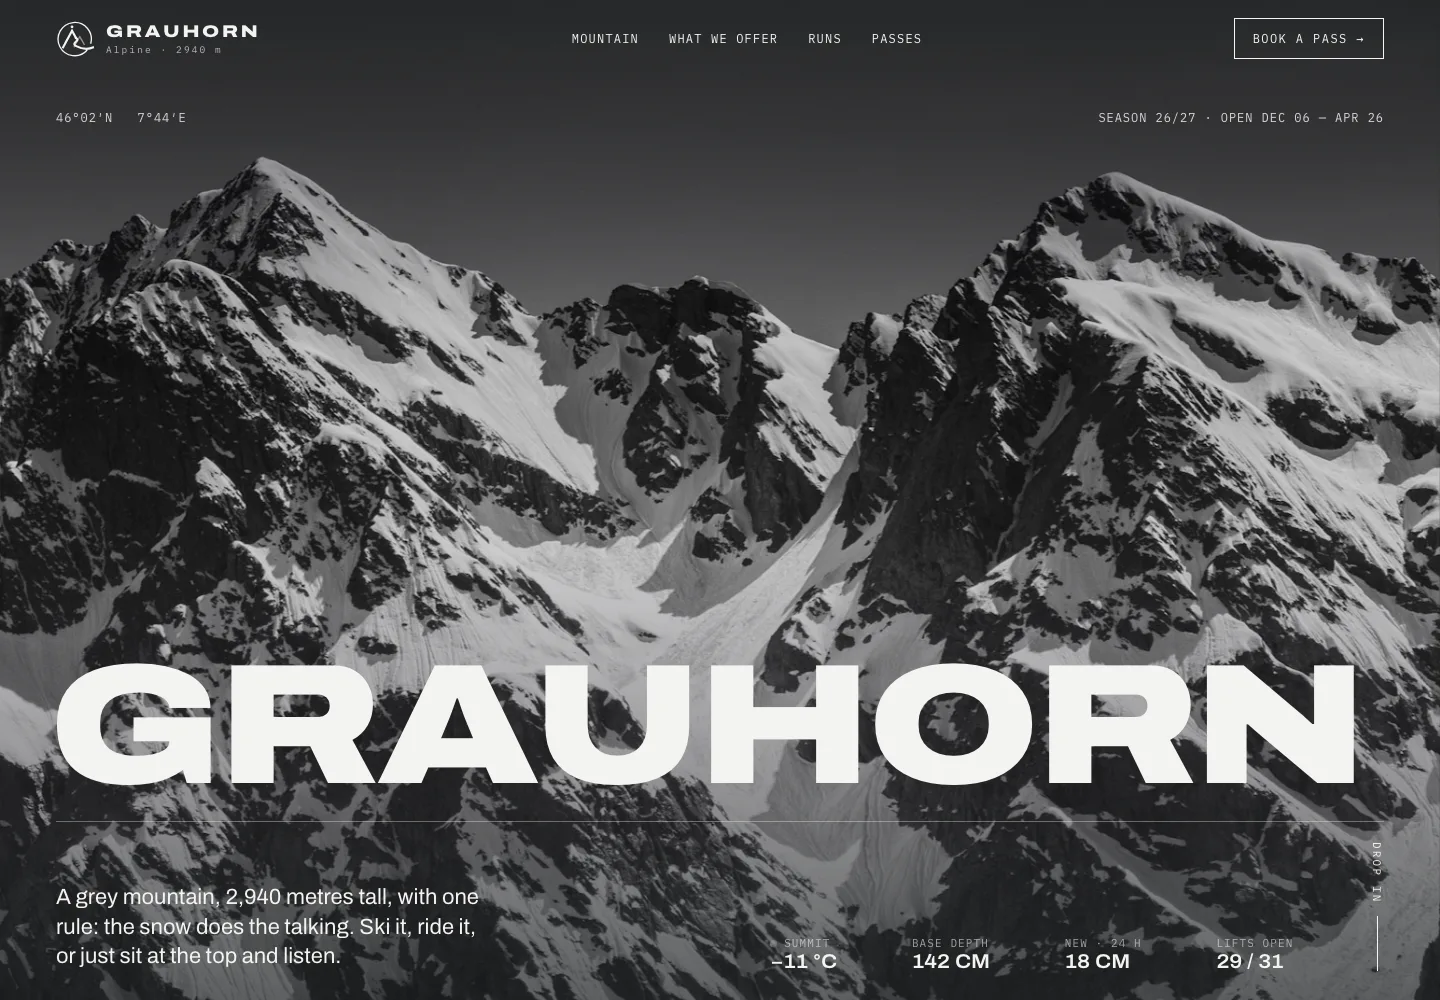 GRAUHORN
Alpine · 2940 m
MOUNTAIN WHAT WE OFFER RUNS PASSES
BOOK A PASS →
46°02′N 7°44′E
SEASON 26/27 · OPEN DEC 06 — APR 26
GRAUHORN
A grey mountain, 2,940 metres tall, with one
rule: the snow does the talking. Ski it, ride it,
or just sit at the top and listen.
SUMMIT
−11 °C
BASE DEPTH
142 CM
NEW · 24 H
18 CM
LIFTS OPEN
29 / 31
DROP IN